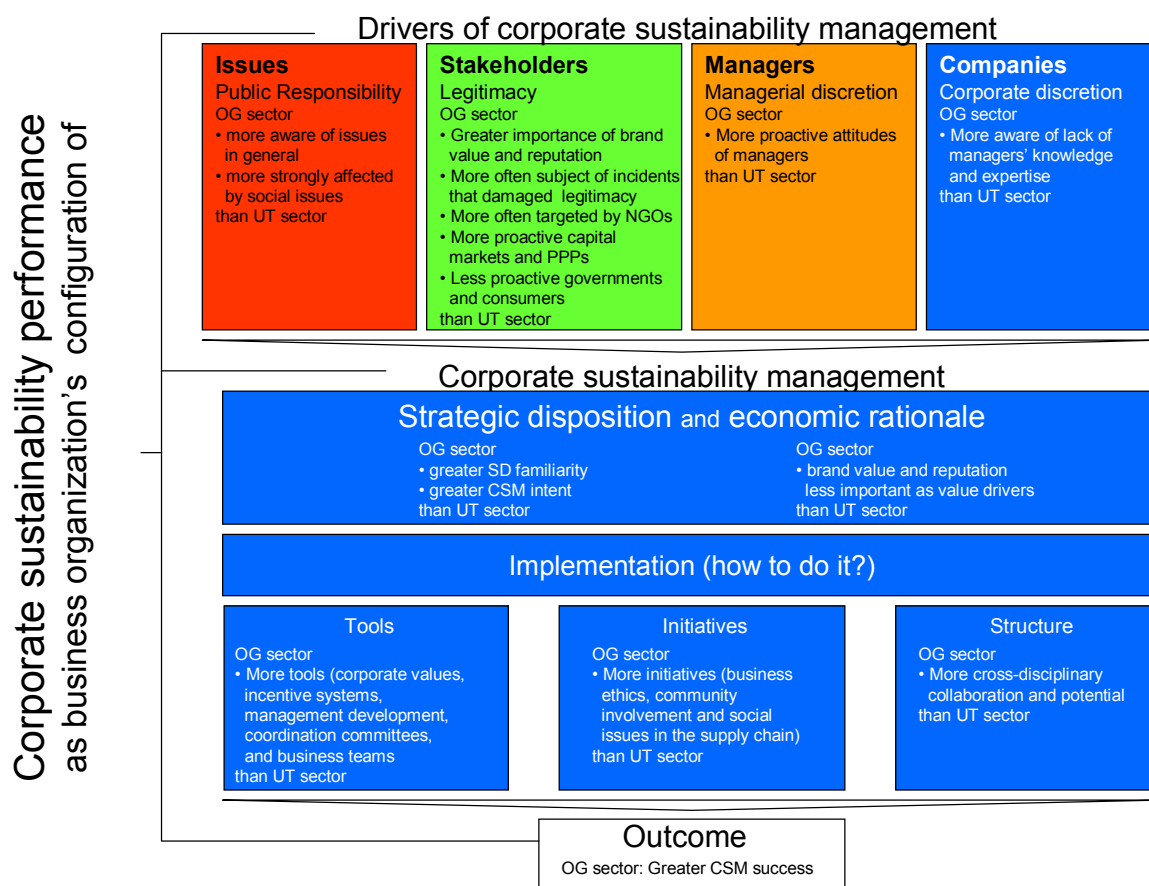 Corporate sustainability performance
as business organization's configuration of
Drivers of corporate sustainability management
Issues
Public Responsibility
OG sector
• more aware of issues
in general
• more strongly affected
by social issues
than UT sector
Stakeholders
Legitimacy
OG sector
• Greater importance of brand
value and reputation
• More often subject of incidents
that damaged legitimacy
• More often targeted by NGOs
• More proactive capital
markets and PPPs
• Less proactive governments
and consumers
than UT sector
Managers
Managerial discretion
OG sector
• More proactive attitudes
of managers
than UT sector
Companies
Corporate discretion
OG sector
• More aware of lack of
managers' knowledge
and expertise
than UT sector
Corporate sustainability management
Strategic disposition and economic rationale
OG sector
• greater SD familiarity
• greater CSM intent
than UT sector
OG sector
• brand value and reputation
less important as value drivers
than UT sector
Implementation (how to do it?)
Tools
OG sector
• More tools (corporate values,
incentive systems,
management development,
coordination committees,
and business teams
than UT sector
Initiatives
OG sector
• More initiatives (business
ethics, community
involvement and social
issues in the supply chain)
than UT sector
Structure
OG sector
• More cross-disciplinary
collaboration and potential
than UT sector
Outcome
OG sector: Greater CSM success